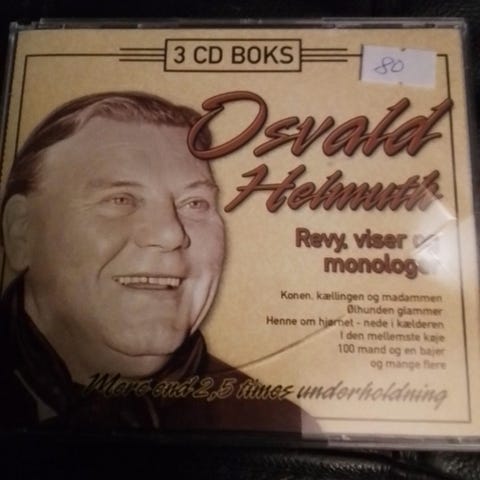 3 CD BOKS
80
Osvald
Helmuth
Revy, viser og
monologer
Konen, kællingen og madammen
Ølhunden glammer
Henne om hjørnet - nede i kælderen
I den mellemste køje
100 mand og en bajer
og mange flere
Mere end 2,5 times underholdning